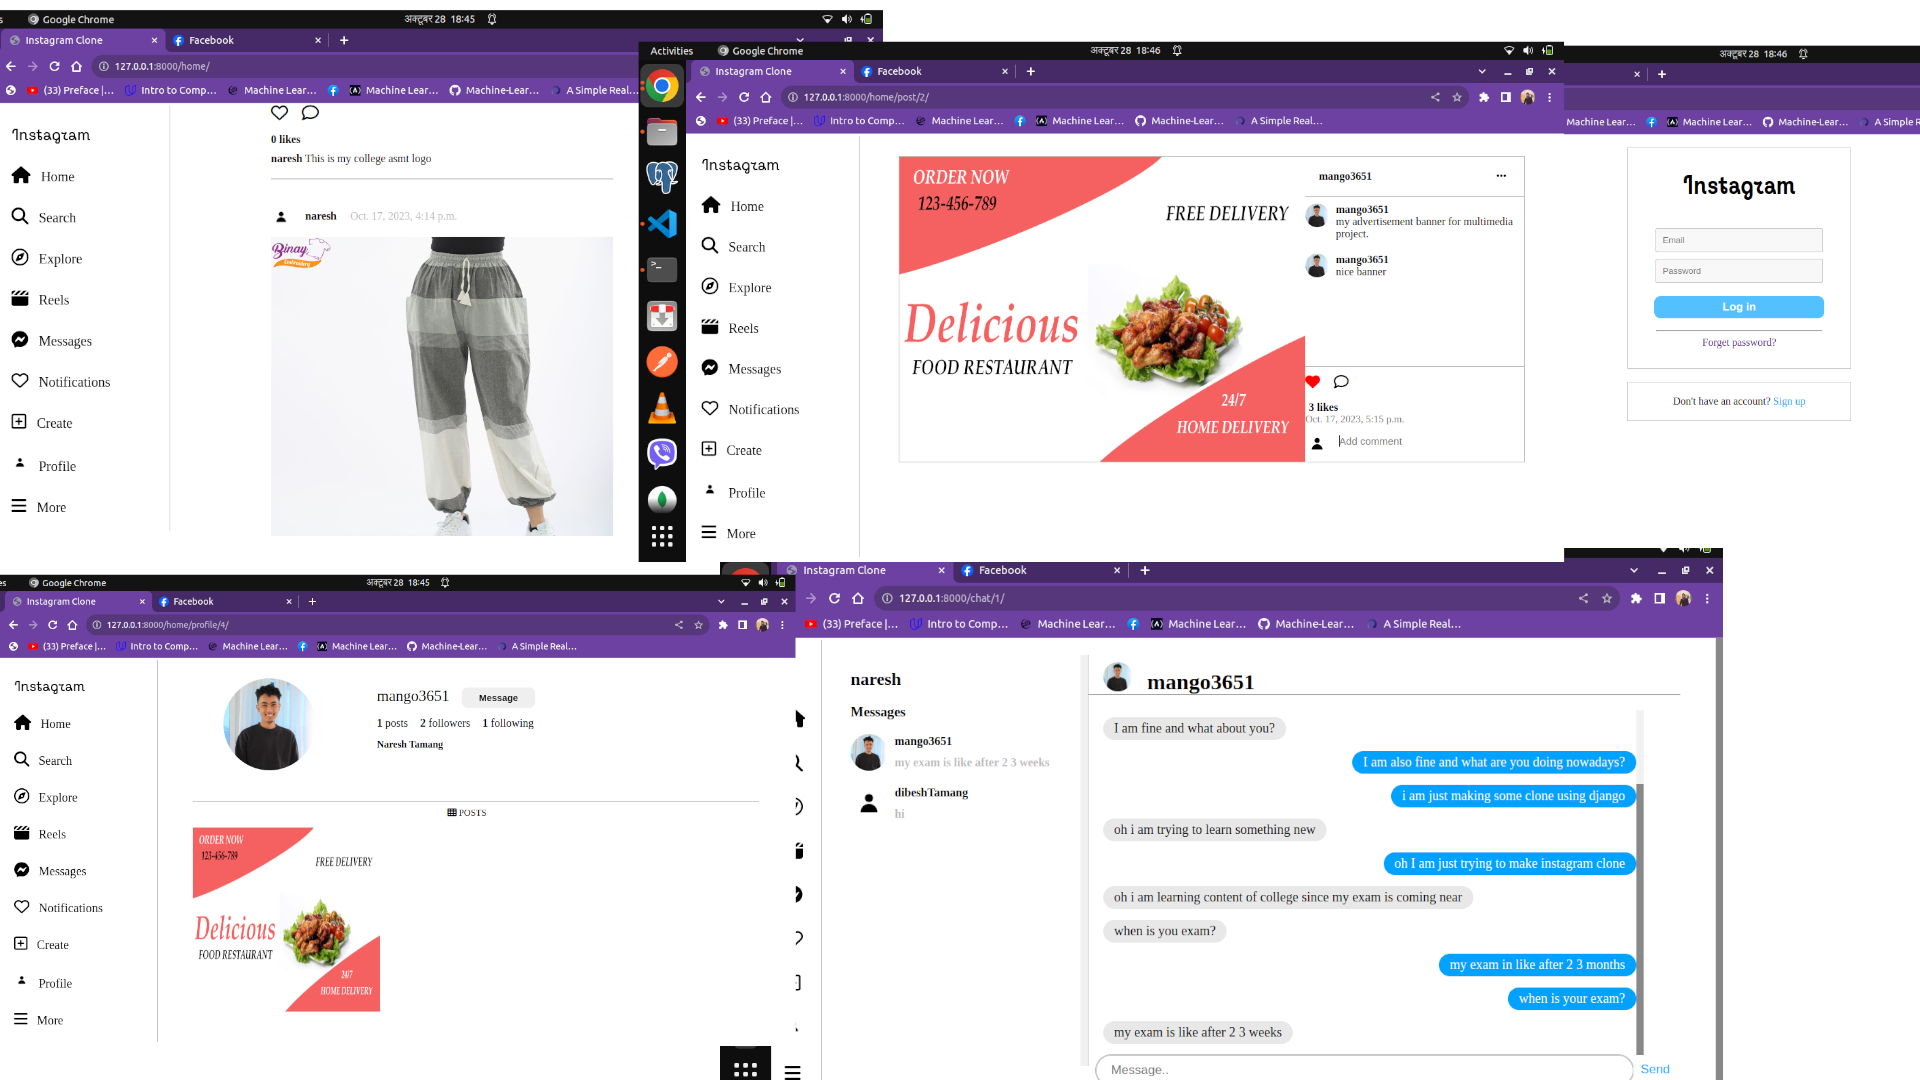 Google Chrome
अक्टूबर 28 18:45
Instagram Clone
Facebook
127.0.0.1:8000/home/
(33) Preface |...
Intro to Comp...
Machine Lear...
Machine Lear...
Machine-Lear...
A Simple Real...
Instagram
Home
Search
Explore
Reels
Messages
Notifications
Create
Profile
More
0 likes
naresh This is my college asmt logo
naresh Oct. 17, 2023, 4:14 p.m.
Binay
Activities
Google Chrome
अक्टूबर 28 18:46
Instagram Clone
Facebook
127.0.0.1:8000/home/post/2/
(33) Preface |...
Intro to Comp...
Machine Lear...
Machine Lear...
Machine-Lear...
A Simple Real...
Instagram
Home
Search
Explore
Reels
Messages
Notifications
Create
Profile
More
ORDER NOW
123-456-789
FREE DELIVERY
Delicious
FOOD RESTAURANT
24/7
HOME DELIVERY
mango3651
mango3651
my advertisement banner for multimedia
project.
mango3651
nice banner
3 likes
Oct. 17, 2023, 5:15 p.m.
Add comment
अक्टूबर 28 18:46
Machine Lear...
Machine Lear...
Machine-Lear...
A Simple Real...
Instagram
Email
Password
Log in
Forget password?
Don't have an account? Sign up
Google Chrome
अक्टूबर 28 18:45
Instagram Clone
Facebook
127.0.0.1:8000/home/profile/4/
(33) Preface |...
Intro to Comp...
Machine Lear...
Machine Lear...
Machine-Lear...
A Simple Real...
Instagram
Home
Search
Explore
Reels
Messages
Notifications
Create
Profile
More
mango3651 Message
1 posts 2 followers 1 following
Naresh Tamang
POSTS
ORDER NOW
123-456-789
FREE DELIVERY
Delicious
FOOD RESTAURANT
24/7
HOME DELIVERY
Instagram Clone
Facebook
127.0.0.1:8000/chat/1/
(33) Preface |...
Intro to Comp...
Machine Lear...
Machine Lear...
Machine-Lear...
A Simple Real...
naresh
Messages
mango3651
my exam is like after 2 3 weeks
dibeshTamang
hi
mango3651
I am fine and what about you?
I am also fine and what are you doing nowadays?
i am just making some clone using django
oh i am trying to learn something new
oh I am just trying to make instagram clone
oh i am learning content of college since my exam is coming near
when is you exam?
my exam in like after 2 3 months
when is your exam?
my exam is like after 2 3 weeks
Message..
Send